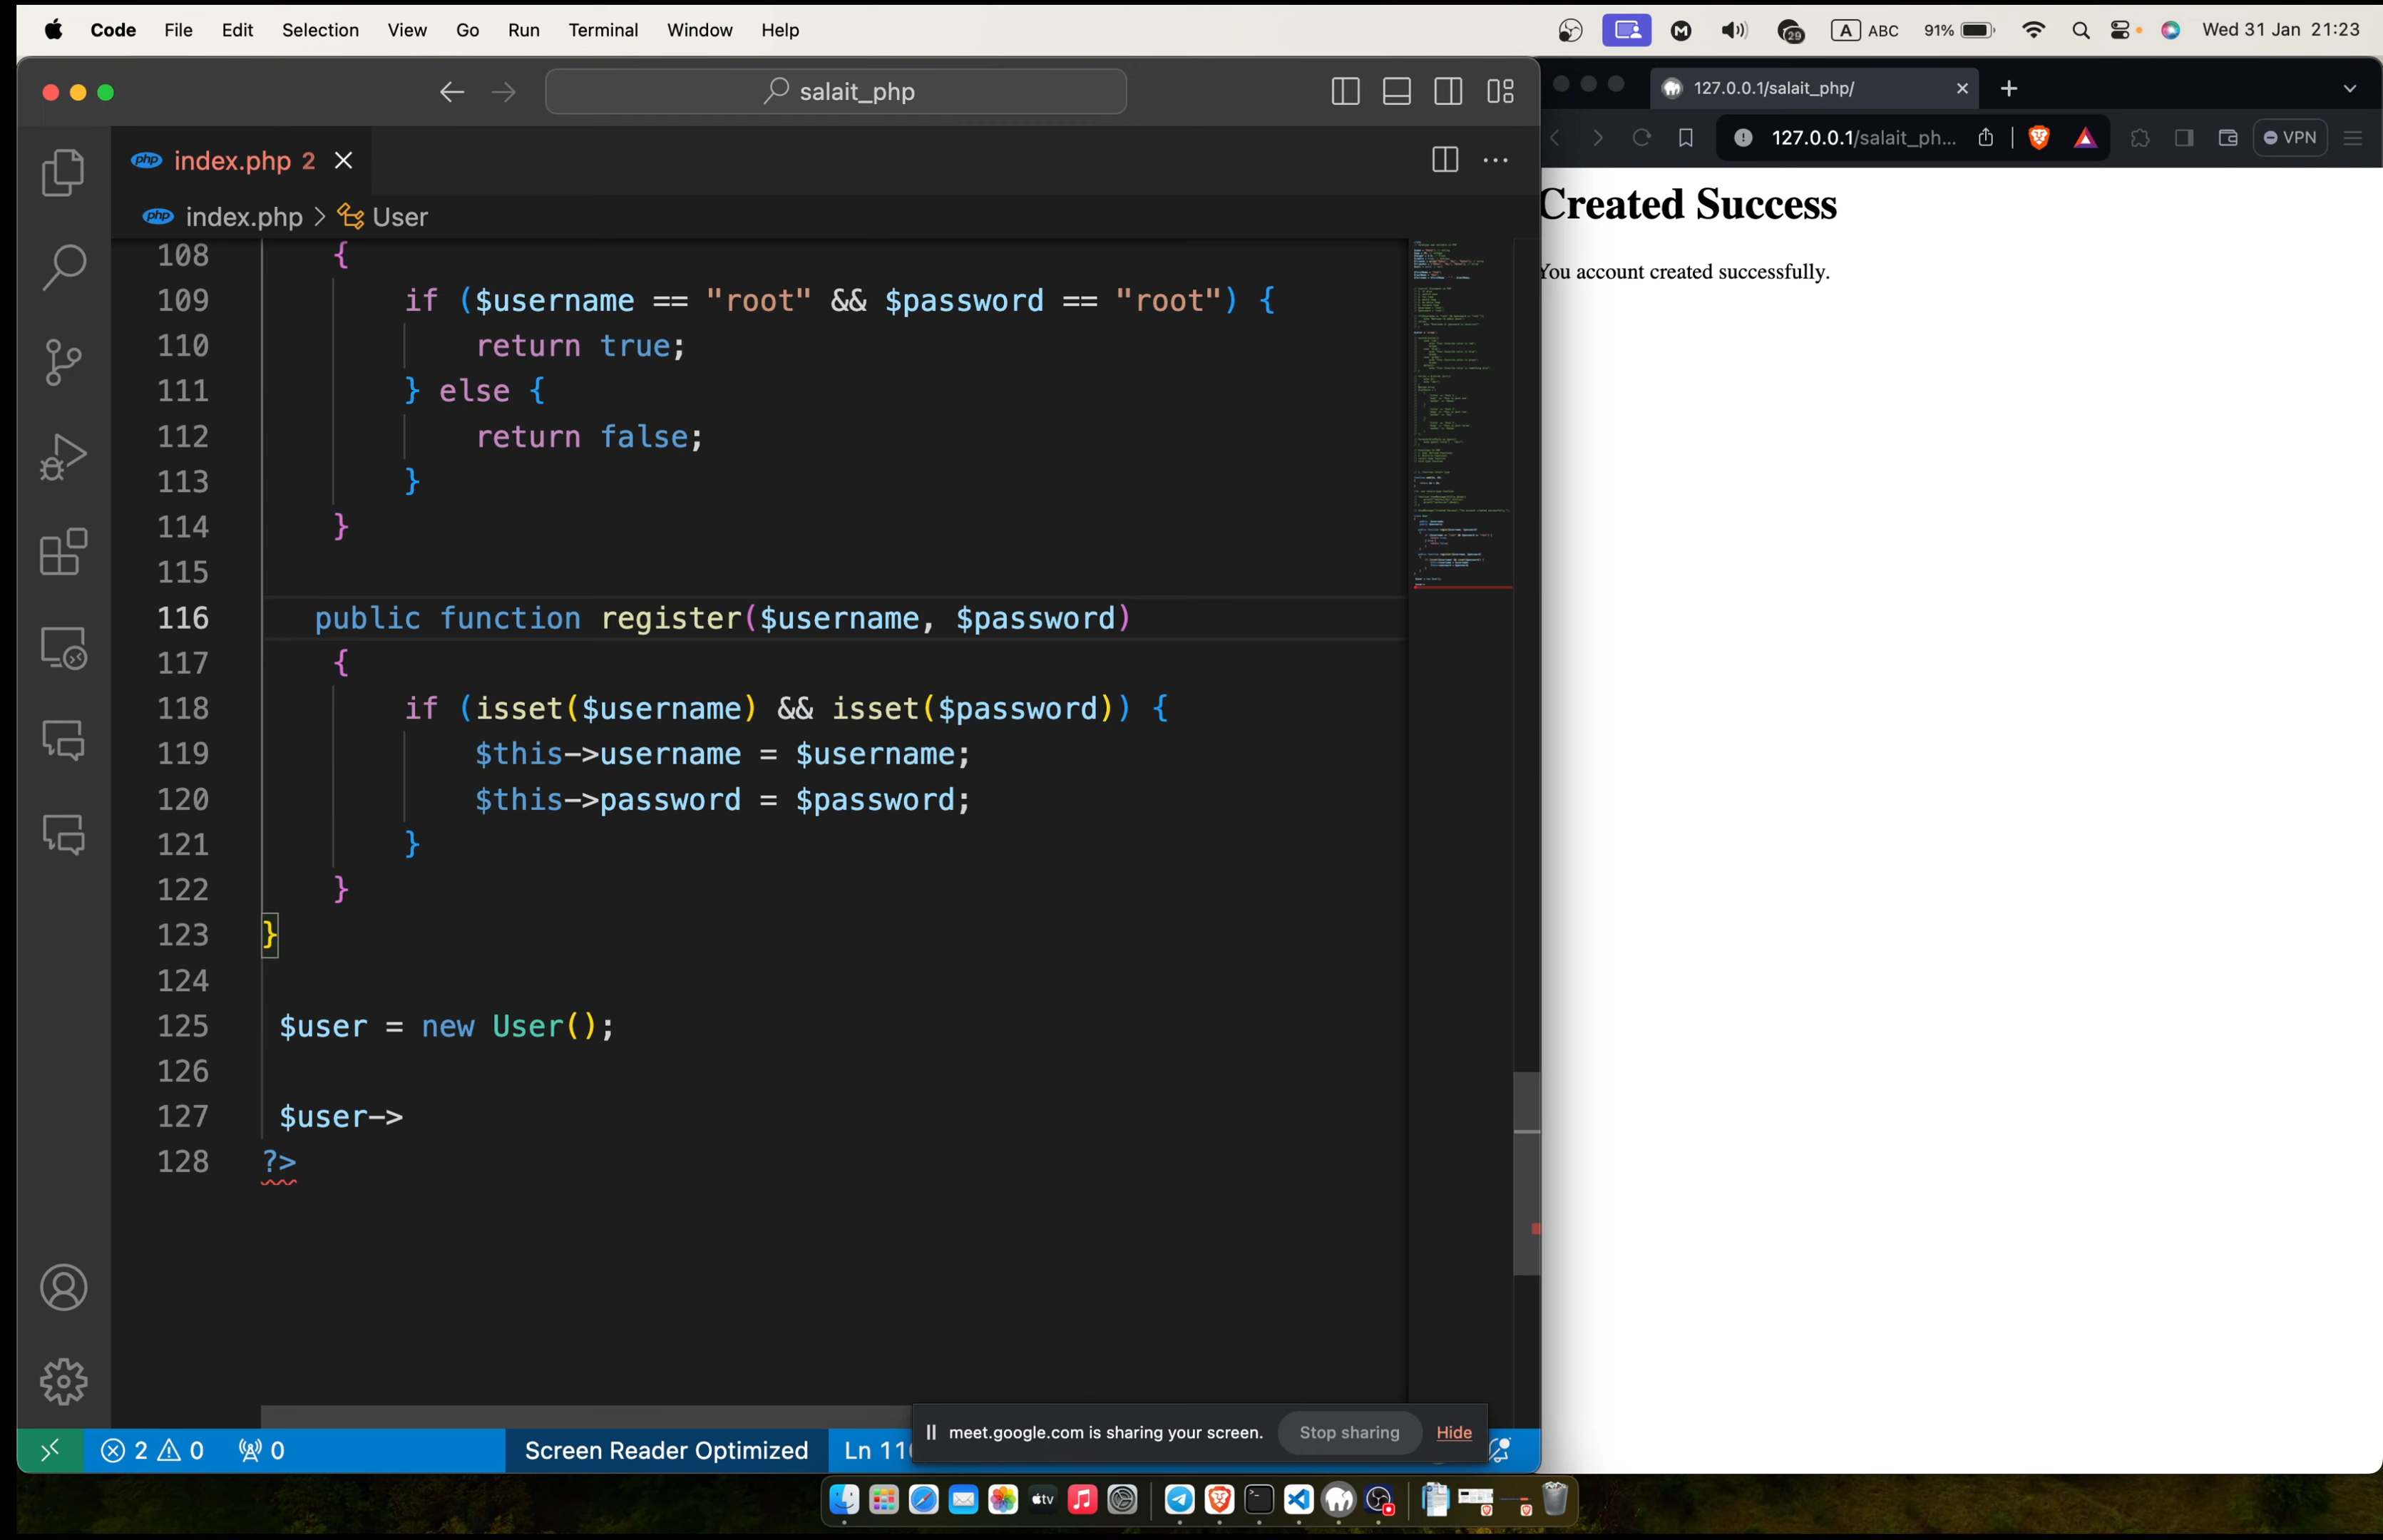 Code File Edit Selection View Go Run Terminal Window Help
29 A ABC 91% Wed 31 Jan 21:23
salait_php
127.0.0.1/salait_php/
127.0.0.1/salait_ph... VPN
php index.php 2
php index.php > User
108 {
109 if ($username == "root" && $password == "root") {
110 return true;
111 } else {
112 return false;
113 }
114 }
115
116 public function register($username, $password)
117 {
118 if (isset($username) && isset($password)) {
119 $this->username = $username;
120 $this->password = $password;
121 }
122 }
123 }
124
125 $user = new User();
126
127 $user->
128 ?>
Created Success
You account created successfully.
meet.google.com is sharing your screen. Stop sharing Hide
2 0 0 Screen Reader Optimized
tv